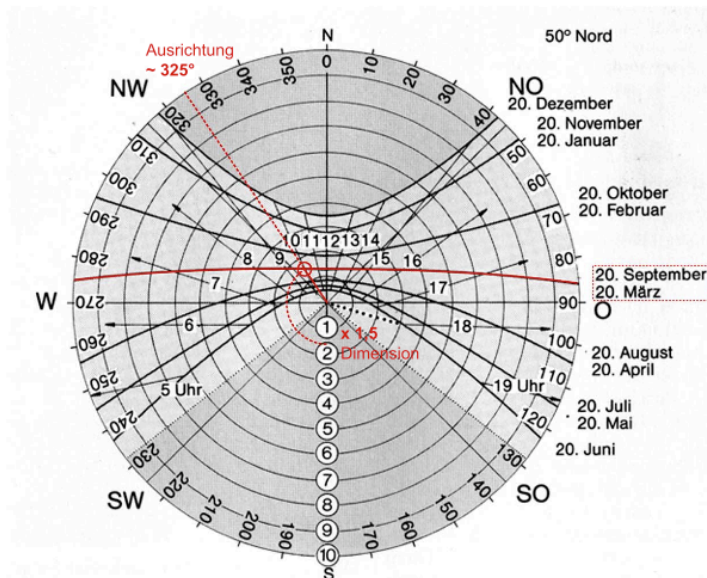 N
50º Nord
Ausrichtung
~ 325º
NW
NO
0
10
20
30
40
50
60
70
80
90
100
110
120
130
140
150
160
170
190
200
210
220
230
240
250
260
270
280
290
300
310
320
330
340
350
20. Dezember
20. November
20. Januar
20. Oktober
20. Februar
20. September
20. März
20. August
20. April
20. Juli
20. Mai
20. Juni
W
O
10 11 12 13 14
8
9
15
16
7
17
6
18
5 Uhr
19 Uhr
x 1.5
Dimension
1
2
3
4
5
6
7
8
9
10
SW
SO
S